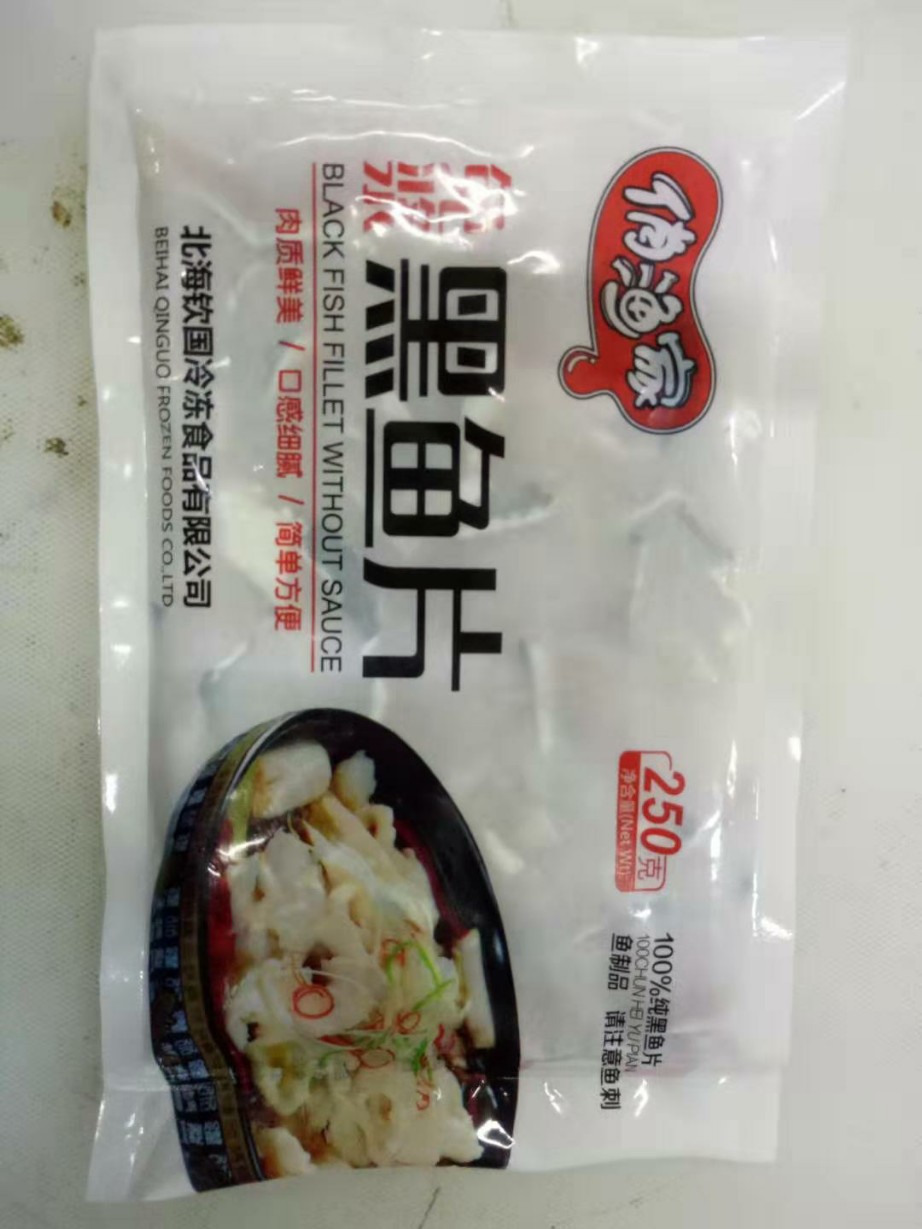 俏渔家
黑鱼片
BLACK FISH FILLET WITHOUT SAUCE
肉质鲜美 / 口感细腻 / 简单方便
北海钦国冷冻食品有限公司
BEIHAI QINGUO FROZEN FOODS CO.,LTD
250克
净含量(Net Wt):
100%纯黑鱼片
100CHUN HEI YU PIAN
鱼制品 请注意鱼刺